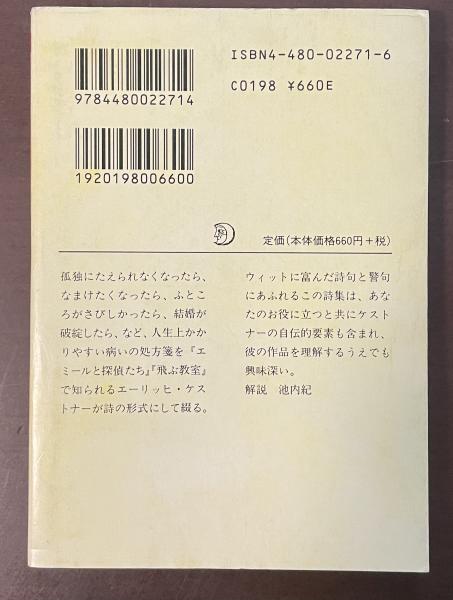 ISBN4-480-02271-6
9784480022714
C0198 ¥660E
1920198006600
定価(本体価格660円+税)
孤独にたえられなくなったら、
なまけたくなったら、ふところ
がさびしかったら、結婚が
破綻したら、など、人生上かか
りやすい病いの処方箋を『エ
ミールと探偵たち』『飛ぶ教室』
で知られるエーリッヒ・ケス
トナーが詩の形式にして綴る。
ウィットに富んだ詩句と警句
にあふれるこの詩集は、あな
たのお役に立つと共にケスト
ナーの自伝的要素も含まれ、
彼の作品を理解するうえでも
興味深い。
解説 池内紀